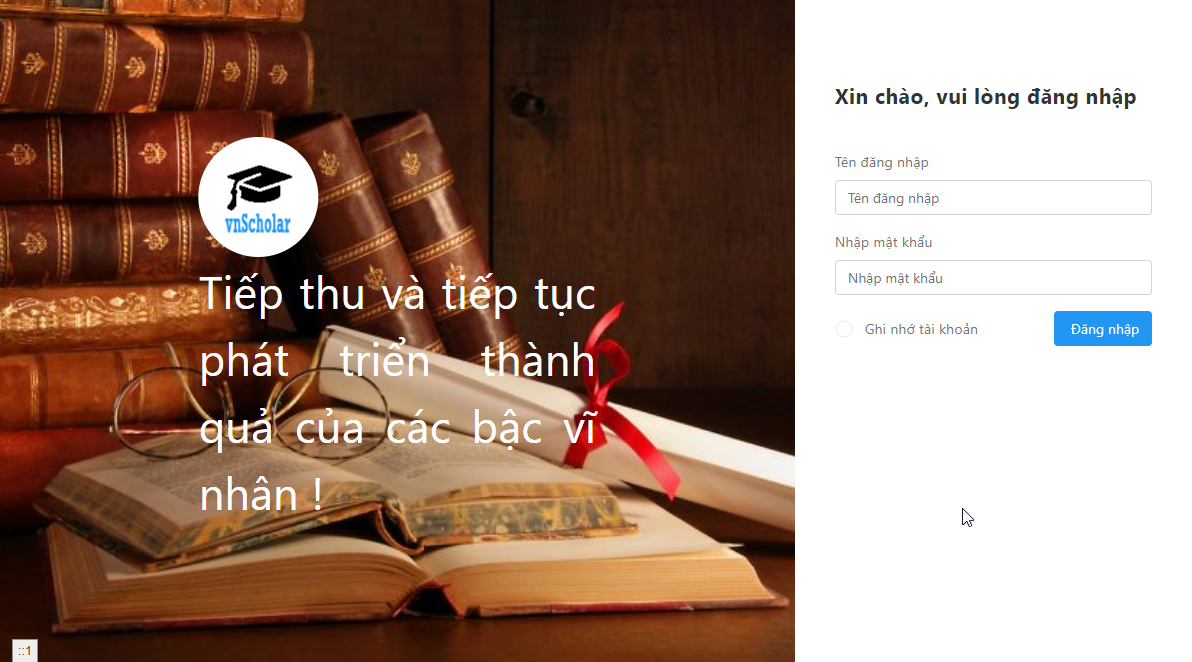 vnScholar
Tiếp thu và tiếp tục
phát triển thành
quả của các bậc vĩ
nhân !
::1
Xin chào, vui lòng đăng nhập
Tên đăng nhập
Tên đăng nhập
Nhập mật khẩu
Nhập mật khẩu
Ghi nhớ tài khoản
Đăng nhập